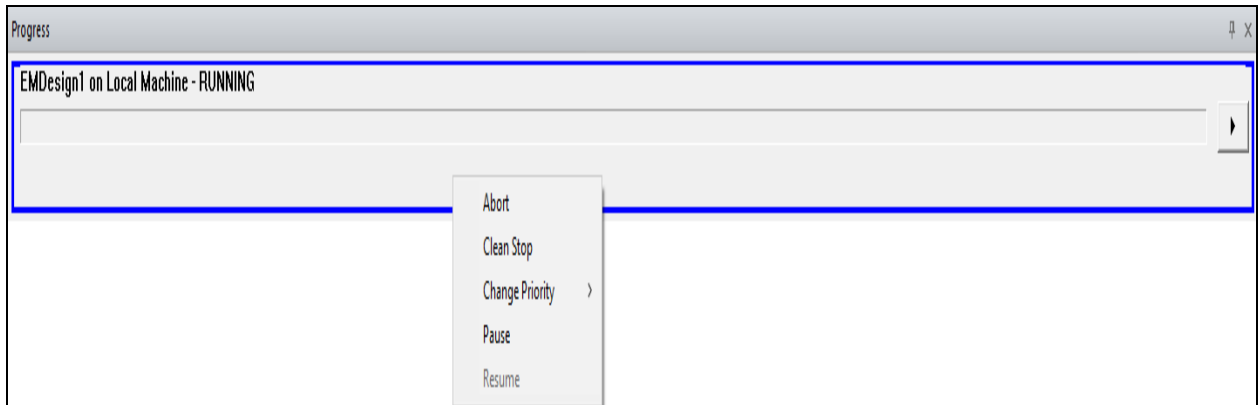 Progress
EMDesign1 on Local Machine - RUNNING
Abort
Clean Stop
Change Priority
Pause
Resume